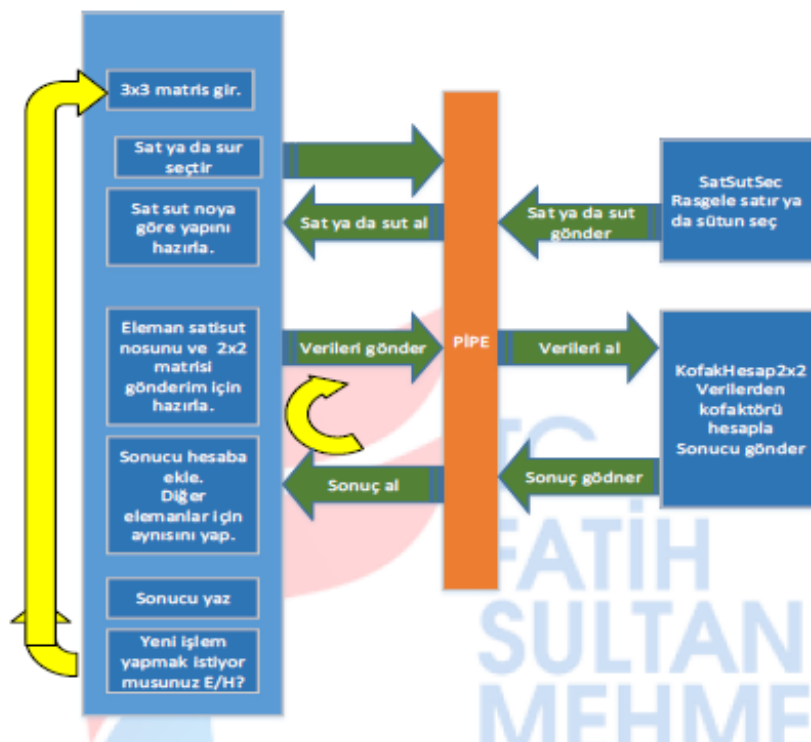 3x3 matris gir.
Sat ya da sur
seçtir
Sat sut noya
göre yapını
hazırla.
Sat ya da sut al
Sat ya da sut
gönder
SatSutSec
Rasgele satır ya
da sütun seç
Eleman satisut
nosunu ve 2x2
matrisi
gönderim için
hazırla.
Verileri gönder
PİPE
Verileri al
KofakHesap2x2
Verilerden
kofaktörü
hesapla
Sonucu gönder
Sonucu hesaba
ekle.
Diğer
elemanlar için
aynısını yap.
Sonuç al
Sonuç gödner
Sonucu yaz
Yeni işlem
yapmak istiyor
musunuz E/H?
FATİH
SULTAN
MEHME